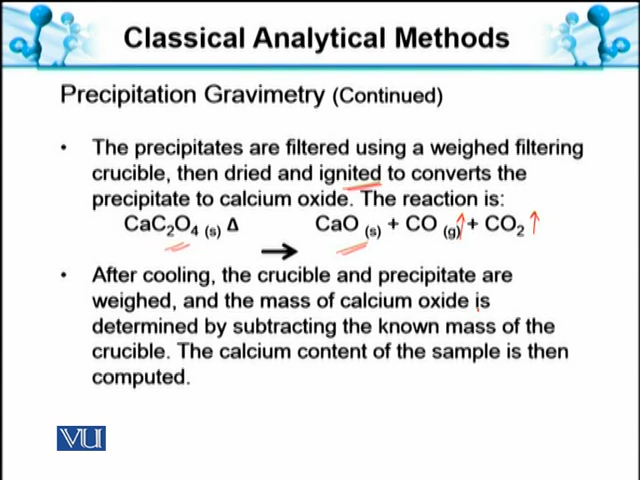 Classical Analytical Methods
Precipitation Gravimetry (Continued)
• The precipitates are filtered using a weighed filtering
crucible, then dried and ignited to converts the
precipitate to calcium oxide. The reaction is:
CaC₂O₄ (s) Δ → CaO (s) + CO (g) ↑ + CO₂ ↑
• After cooling, the crucible and precipitate are
weighed, and the mass of calcium oxide is
determined by subtracting the known mass of the
crucible. The calcium content of the sample is then
computed.
VU